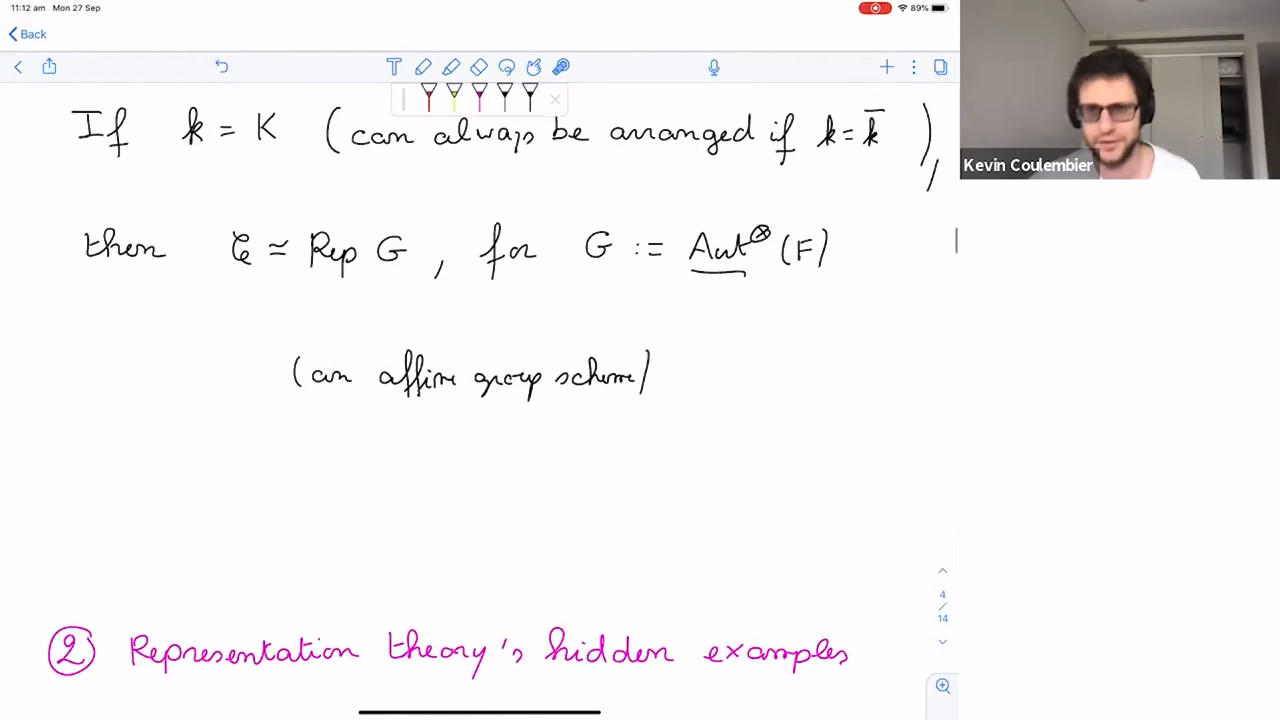 11:12 am Mon 27 Sep
89%
Back
If k = K (can always be arranged if k = k̄ ),
Kevin Coulembier
then 𝒞 ≃ Rep G , for G := Aut⊗ (F)
(an affine group scheme)
4
/
14
② Representation theory's hidden examples